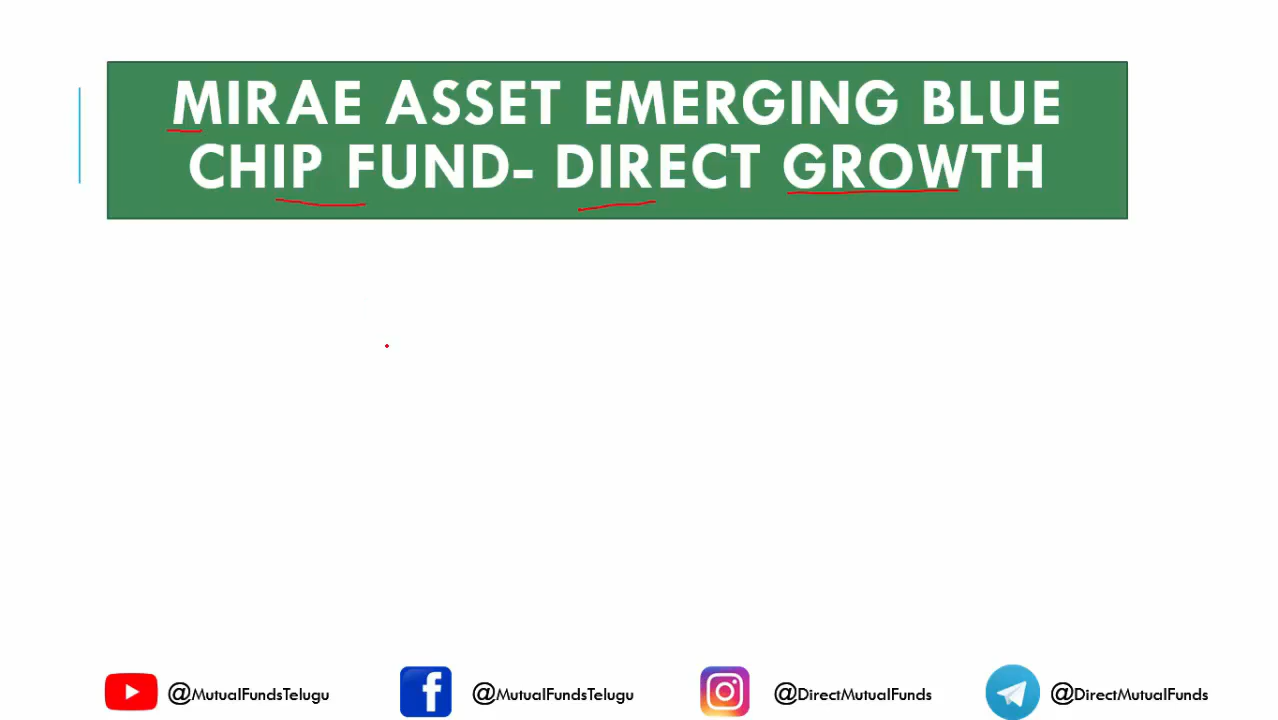 MIRAE ASSET EMERGING BLUE
CHIP FUND- DIRECT GROWTH
@MutualFundsTelugu
@MutualFundsTelugu
@DirectMutualFunds
@DirectMutualFunds